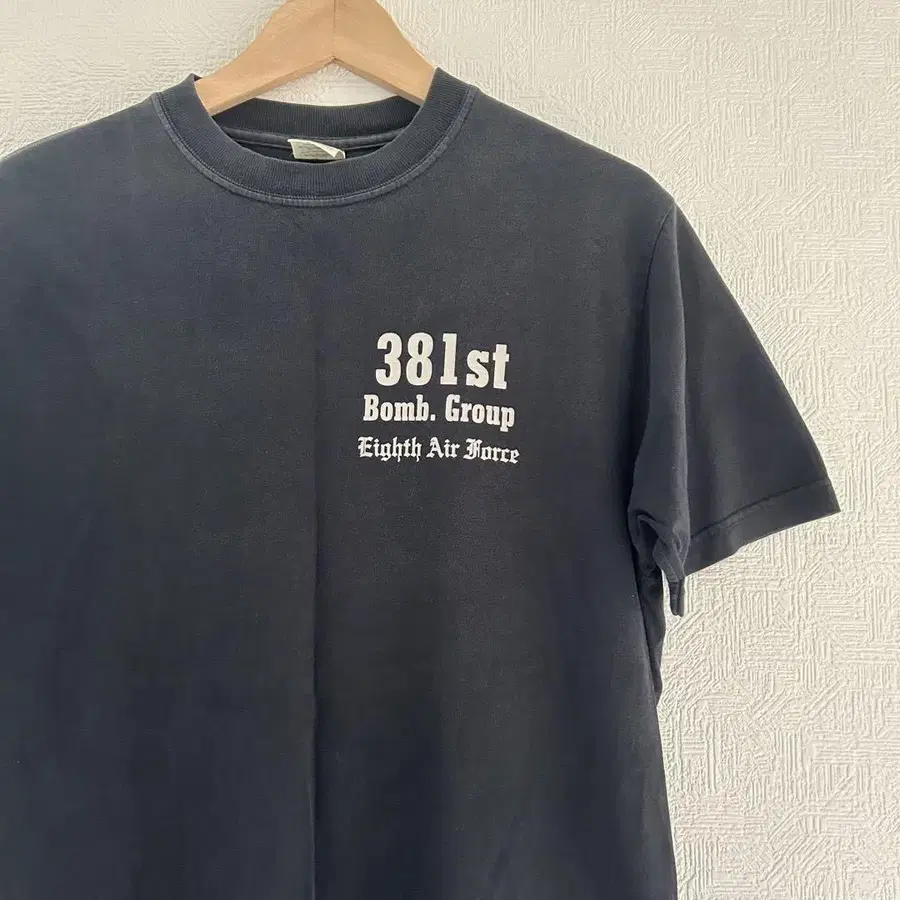 381st
Bomb. Group
Eighth Air Force